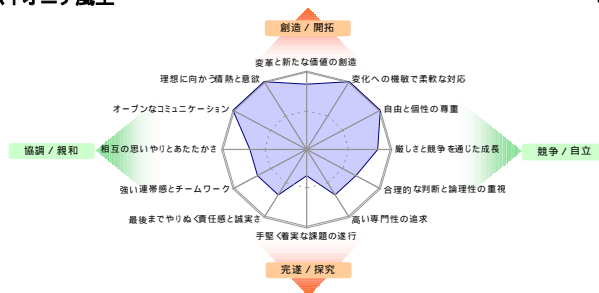 パイオニア風土
創造 / 開拓
変革と新たな価値の創造
理想に向かう情熱と意欲
変化への機敏で柔軟な対応
オープンなコミュニケーション
自由と個性の尊重
協調 / 親和
相互の思いやりとあたたかさ
厳しさと競争を通じた成長
競争 / 自立
強い連帯感とチームワーク
合理的な判断と論理性の重視
最後までやりぬく責任感と誠実さ
高い専門性の追求
手堅く着実な課題の遂行
完遂 / 探究